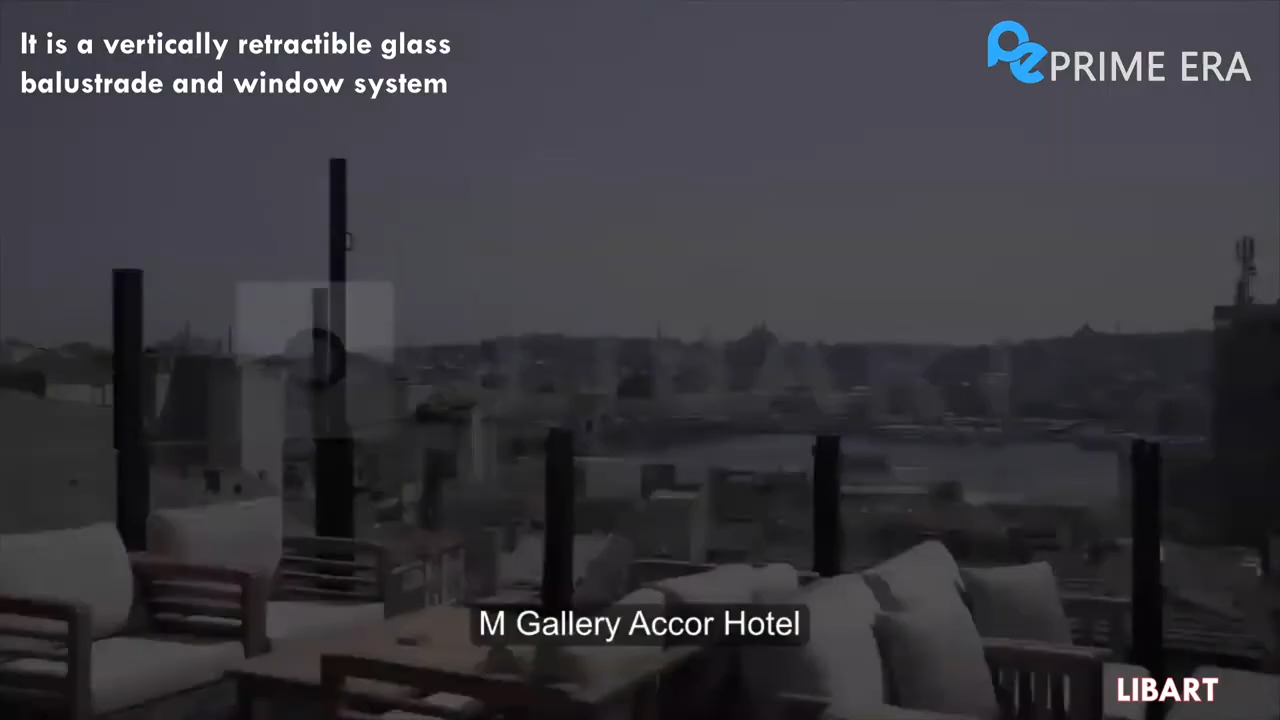 It is a vertically retractible glass
balustrade and window system
PRIME ERA
M Gallery Accor Hotel
LIBART